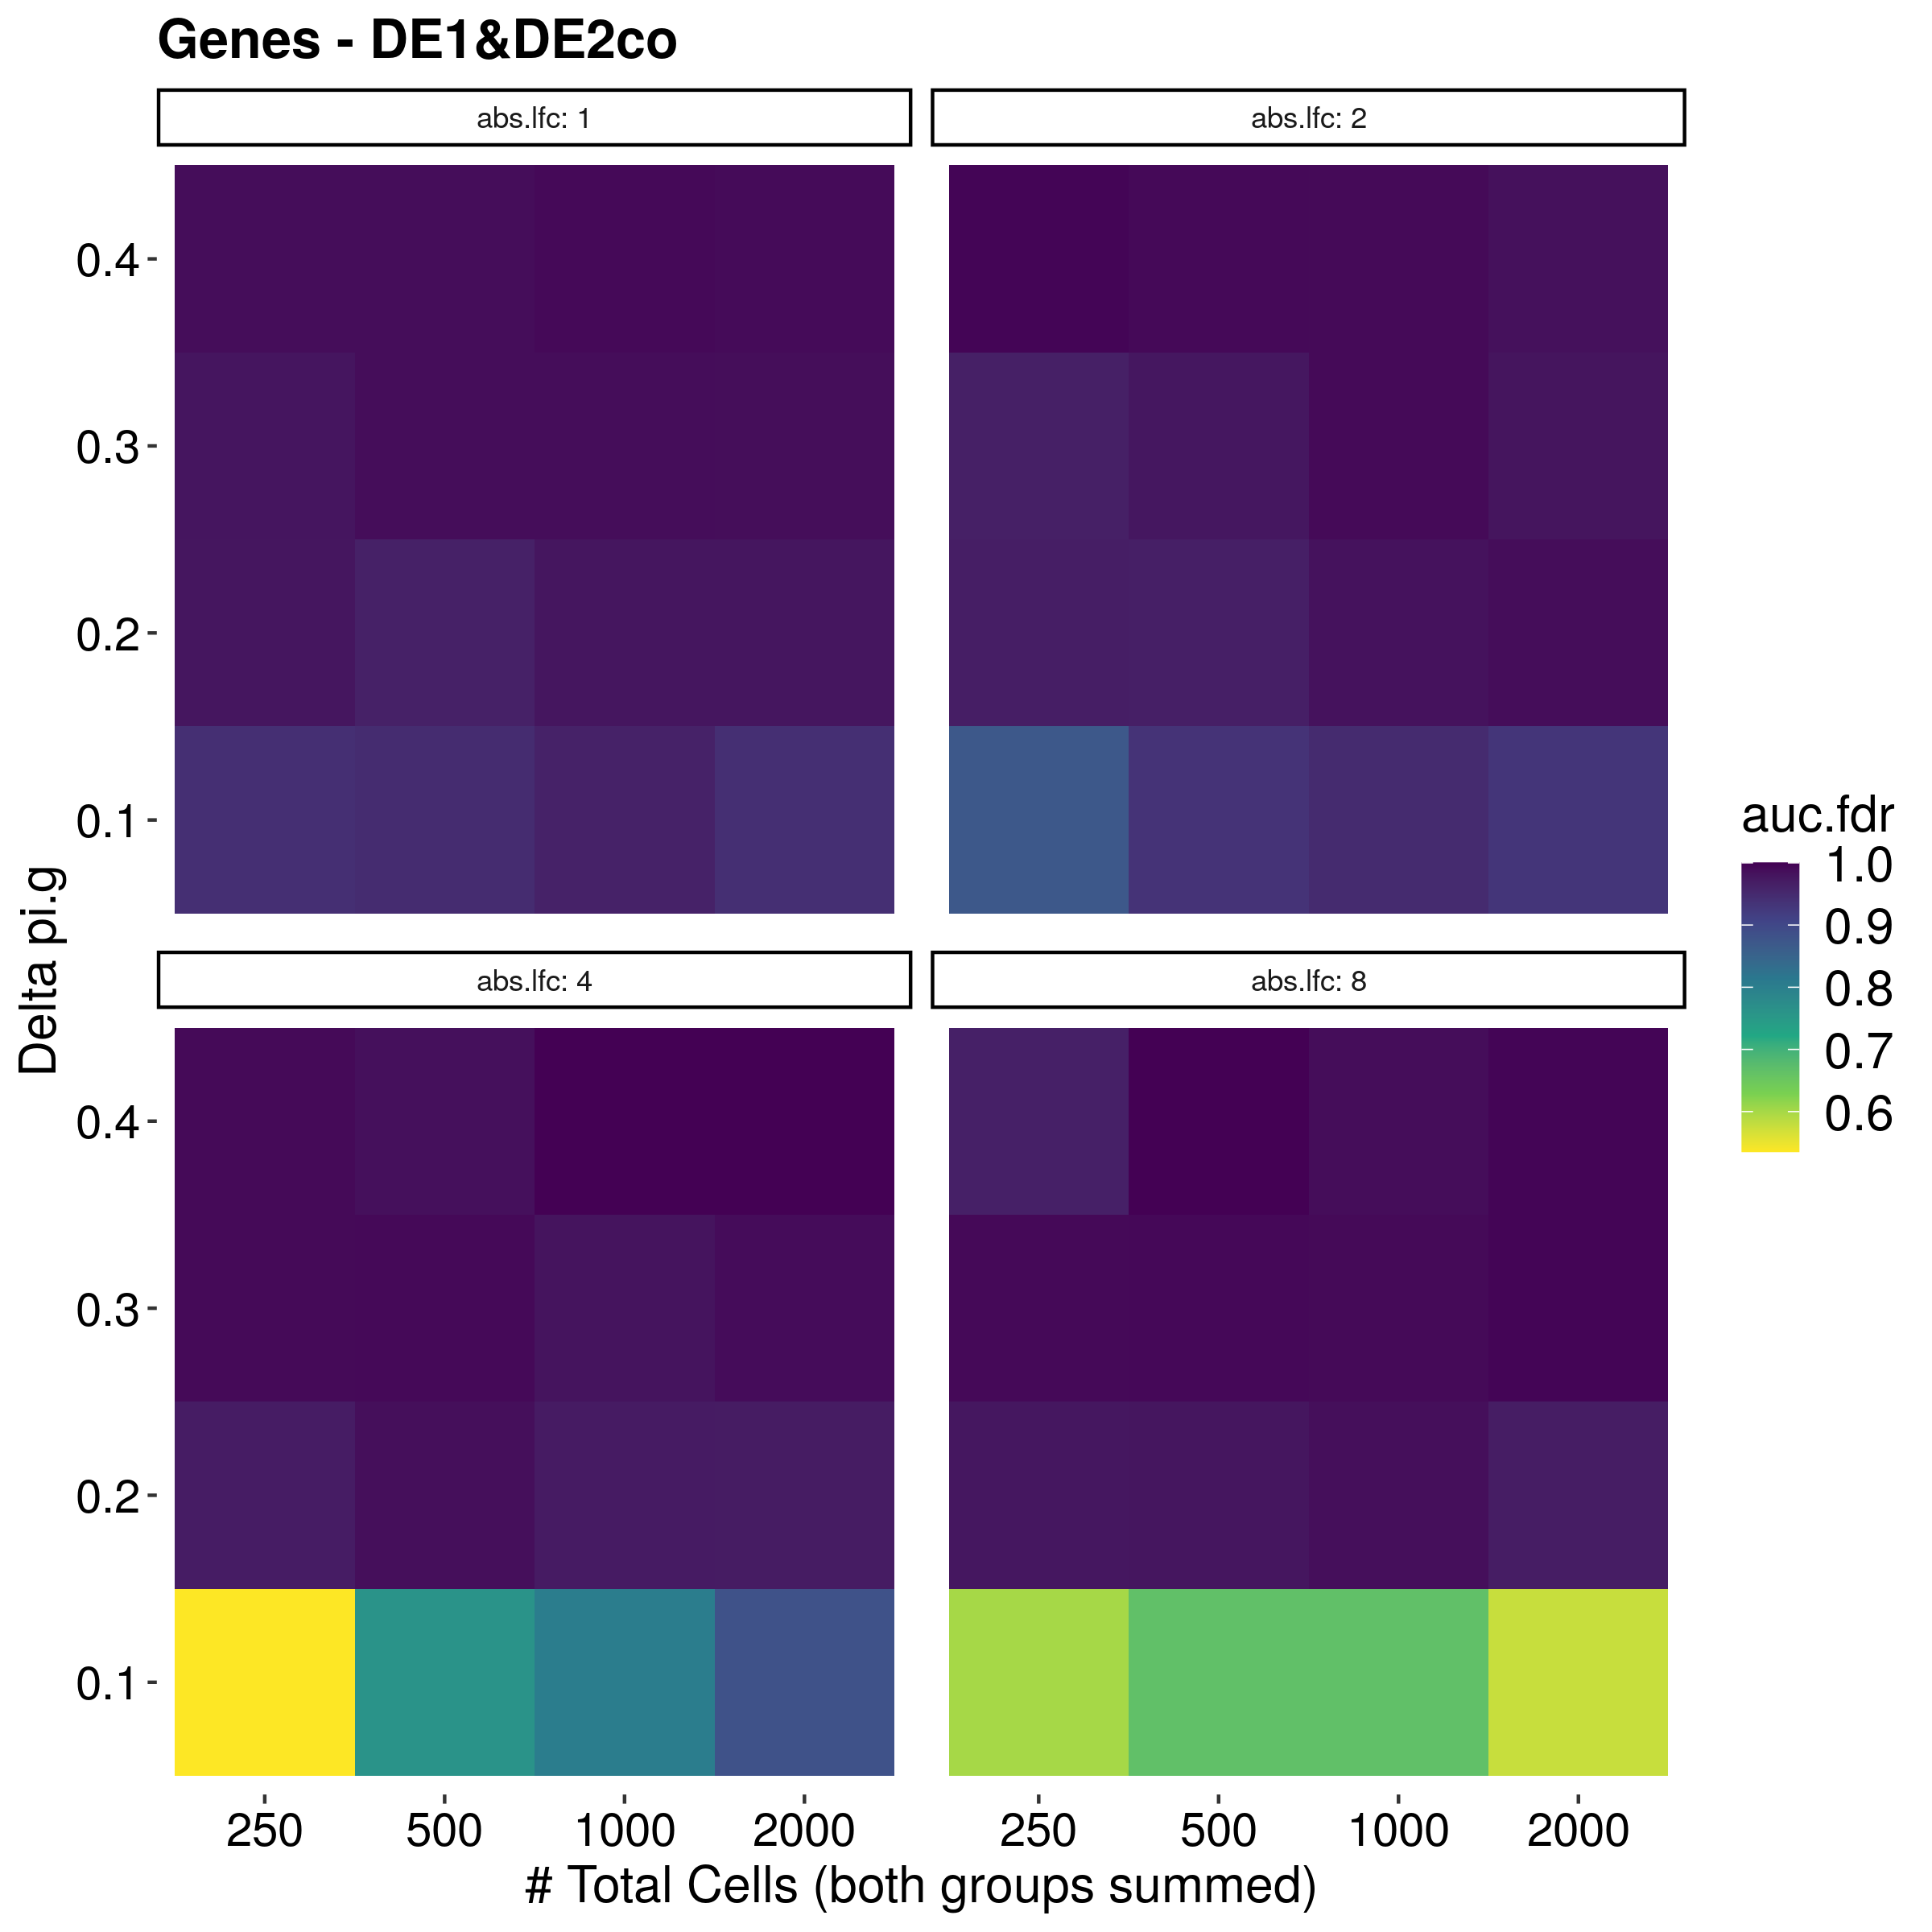 Genes - DE1&DE2co
abs.lfc: 1
abs.lfc: 2
0.4
0.3
0.2
0.1
abs.lfc: 4
abs.lfc: 8
0.4
0.3
0.2
0.1
250
500
1000
2000
250
500
1000
2000
# Total Cells (both groups summed)
Delta pi.g
auc.fdr
1.0
0.9
0.8
0.7
0.6